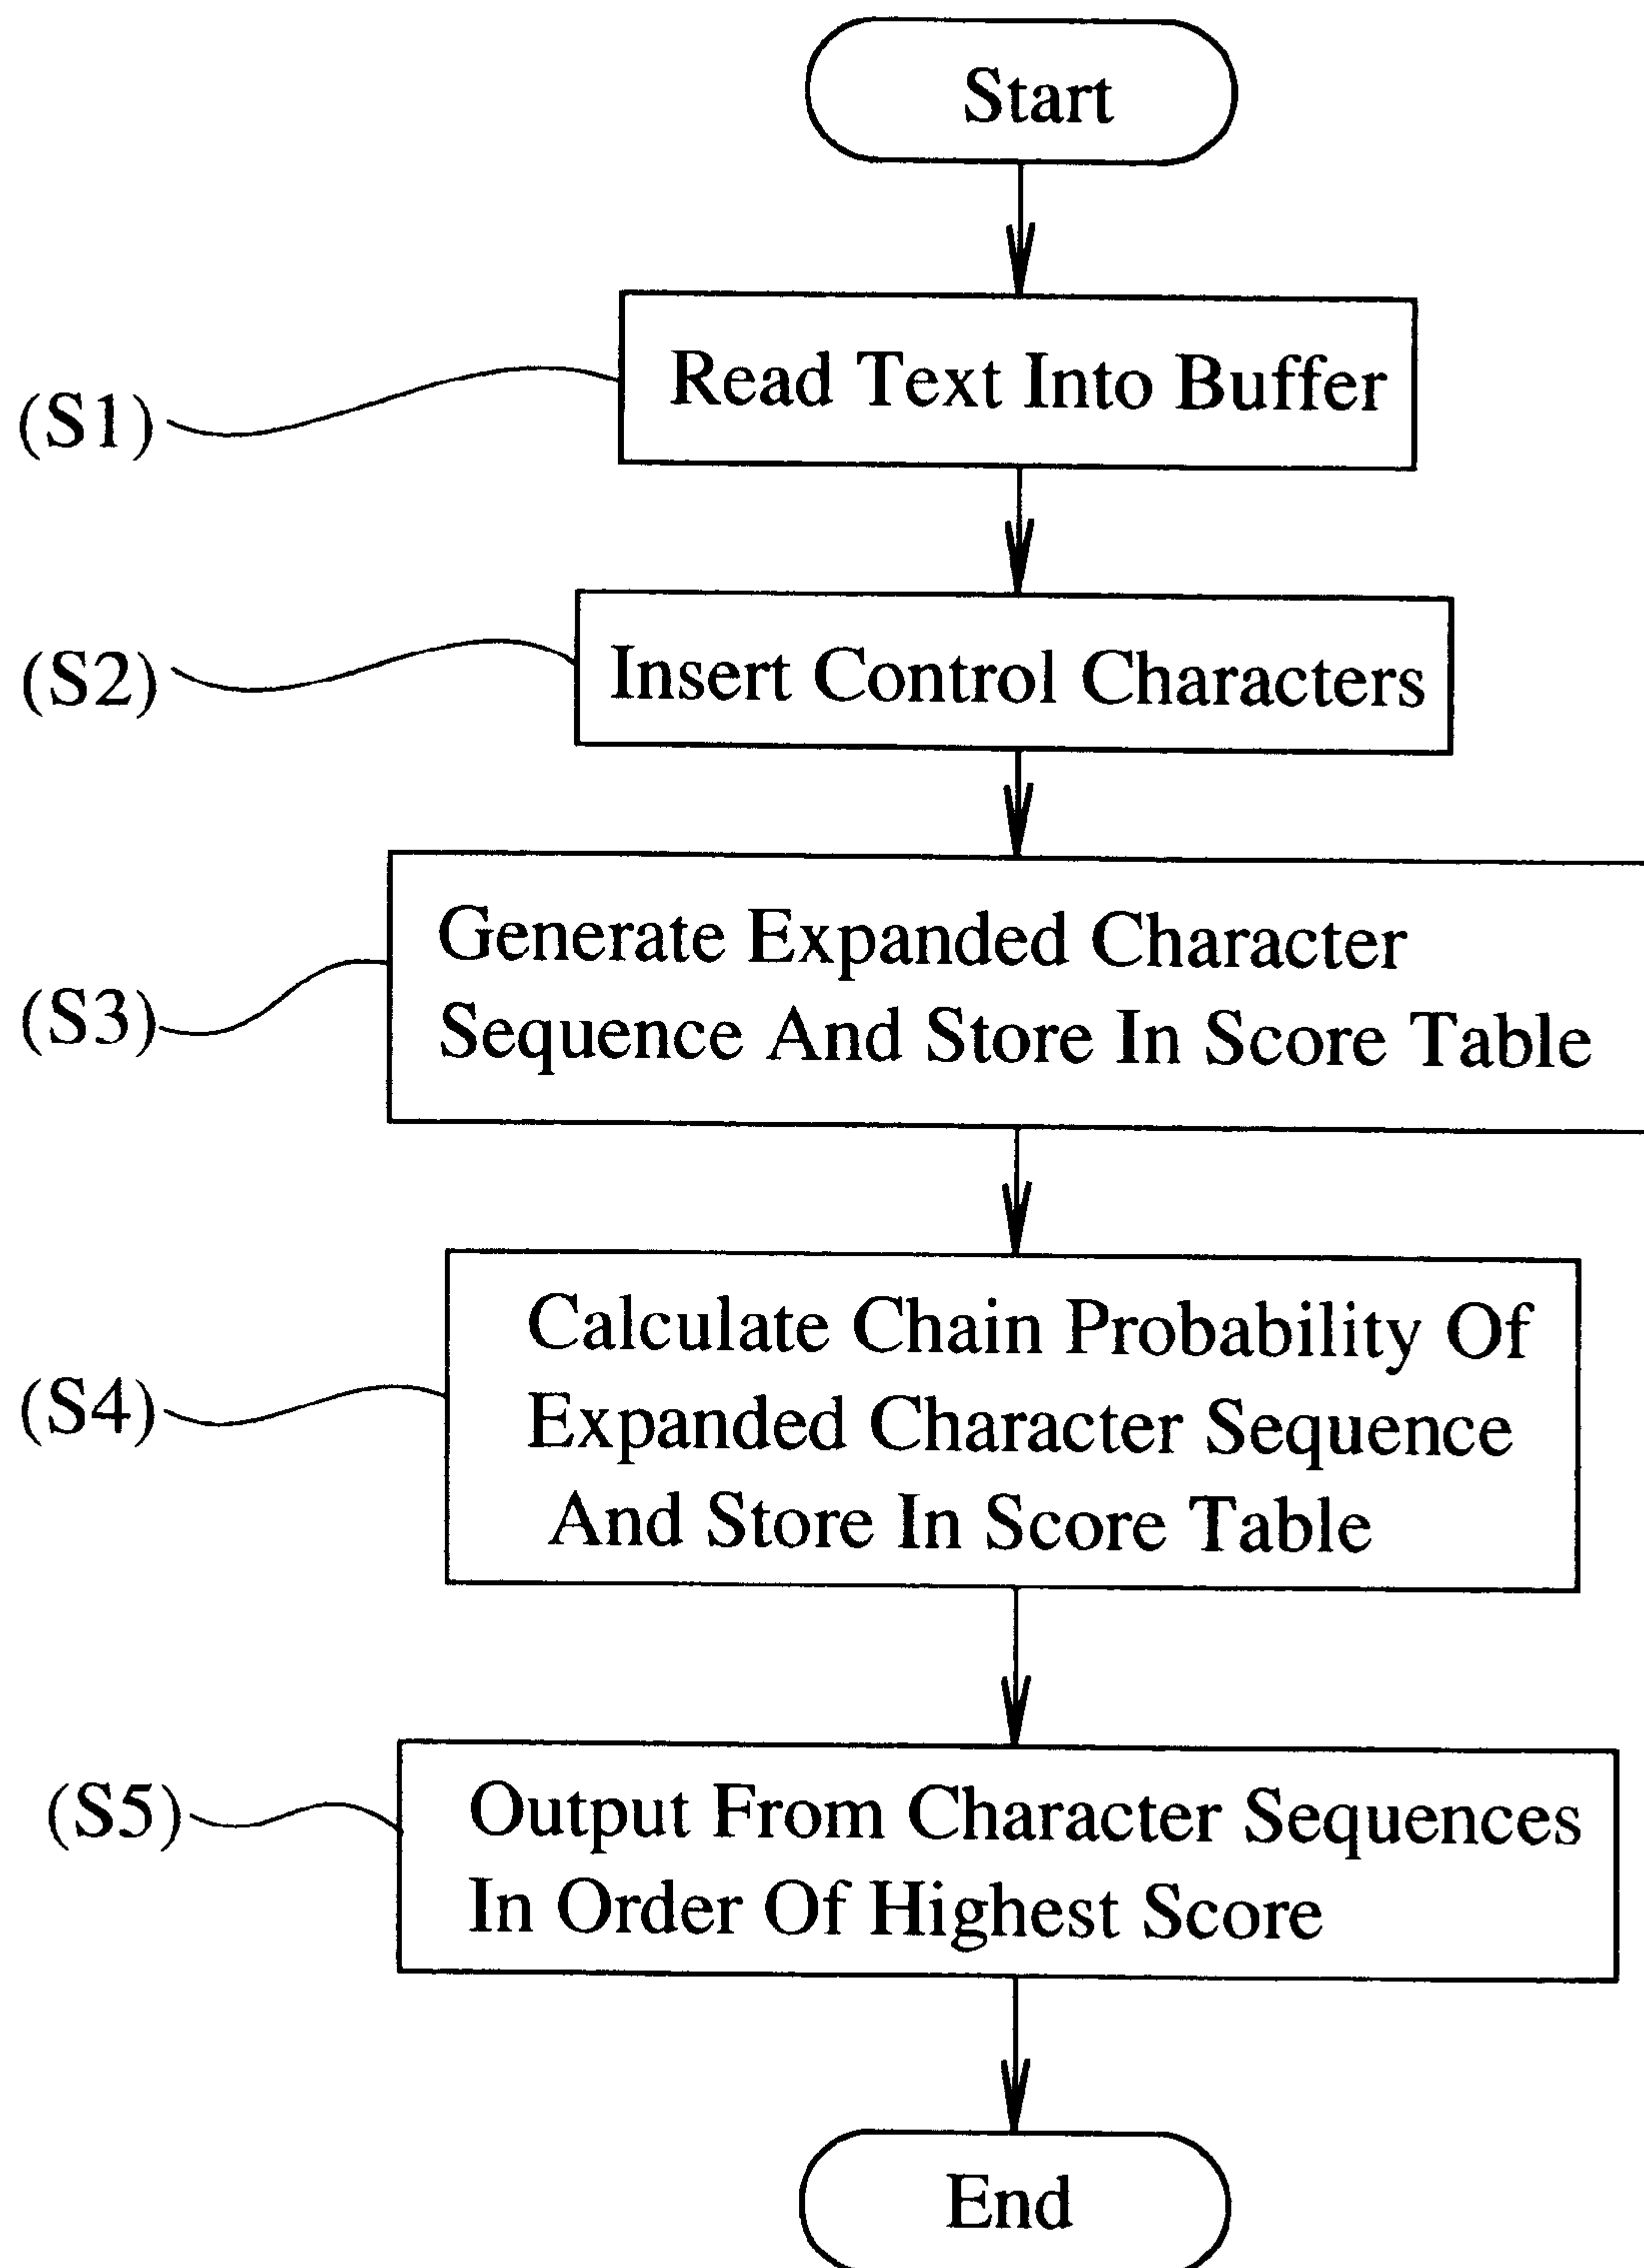 Start
(S1)
Read Text Into Buffer
(S2)
Insert Control Characters
(S3)
Generate Expanded Character
Sequence And Store In Score Table
(S4)
Calculate Chain Probability Of
Expanded Character Sequence
And Store In Score Table
(S5)
Output From Character Sequences
In Order Of Highest Score
End